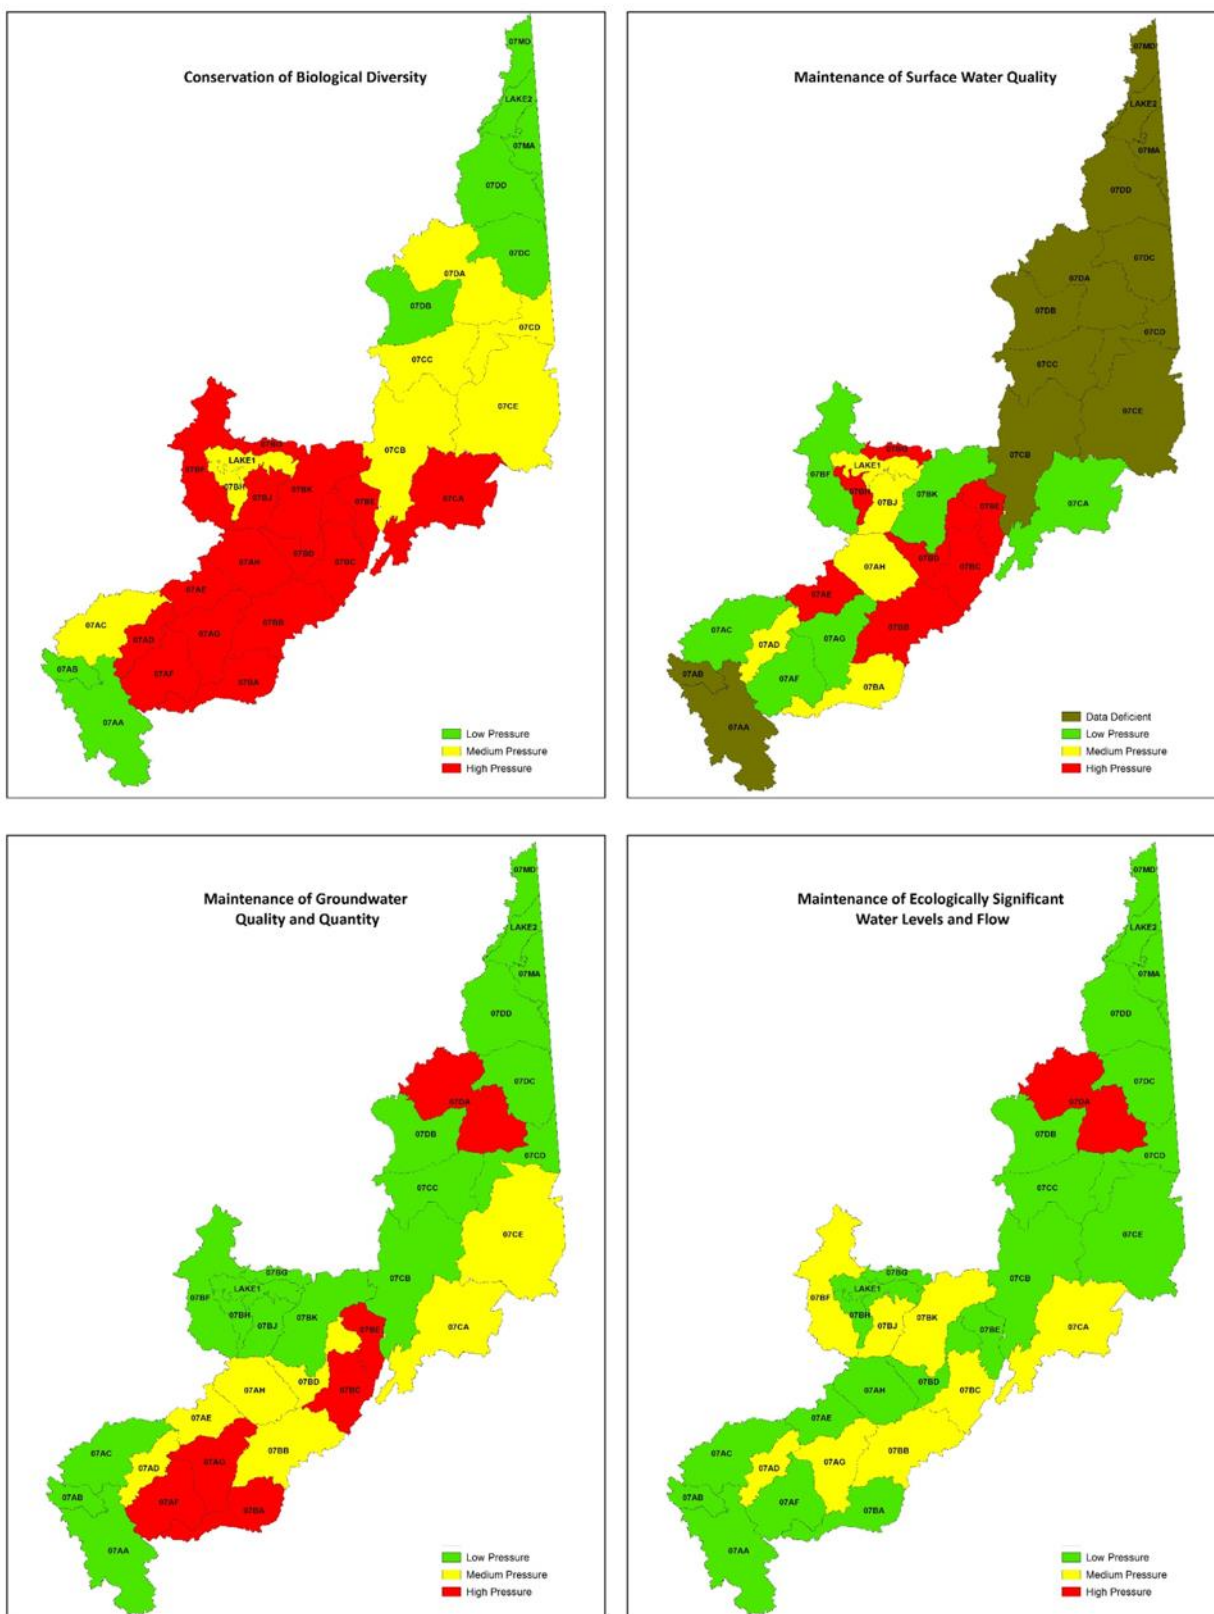 Conservation of Biological Diversity
07MD
LAKE2
07MA
07DD
07DC
07DA
07DB
07CD
07CC
07CE
07CB
07BG
LAKE1
07BF
07BH
07BJ
07BK
07BE
07CA
07BD
07BC
07AH
07AE
07AC
07AD
07AG
07BB
07AB
07AF
07BA
07AA
Low Pressure
Medium Pressure
High Pressure
Maintenance of Surface Water Quality
07MD
LAKE2
07MA
07DD
07DC
07DA
07DB
07CD
07CC
07CE
07CB
07BG
LAKE1
07BF
07BH
07BJ
07BK
07BE
07CA
07BD
07BC
07AH
07AE
07AC
07AD
07AG
07BB
07AB
07AF
07BA
07AA
Data Deficient
Low Pressure
Medium Pressure
High Pressure
Maintenance of Groundwater
Quality and Quantity
07MD
LAKE2
07MA
07DD
07DC
07DA
07DB
07CD
07CC
07CE
07CB
07BG
LAKE1
07BF
07BH
07BJ
07BK
07BE
07CA
07BD
07BC
07AH
07AE
07AC
07AD
07AG
07BB
07AB
07AF
07BA
07AA
Low Pressure
Medium Pressure
High Pressure
Maintenance of Ecologically Significant
Water Levels and Flow
07MD
LAKE2
07MA
07DD
07DC
07DA
07DB
07CD
07CC
07CE
07CB
07BG
LAKE1
07BF
07BH
07BJ
07BK
07BE
07CA
07BD
07BC
07AH
07AE
07AC
07AD
07AG
07BB
07AB
07AF
07BA
07AA
Low Pressure
Medium Pressure
High Pressure